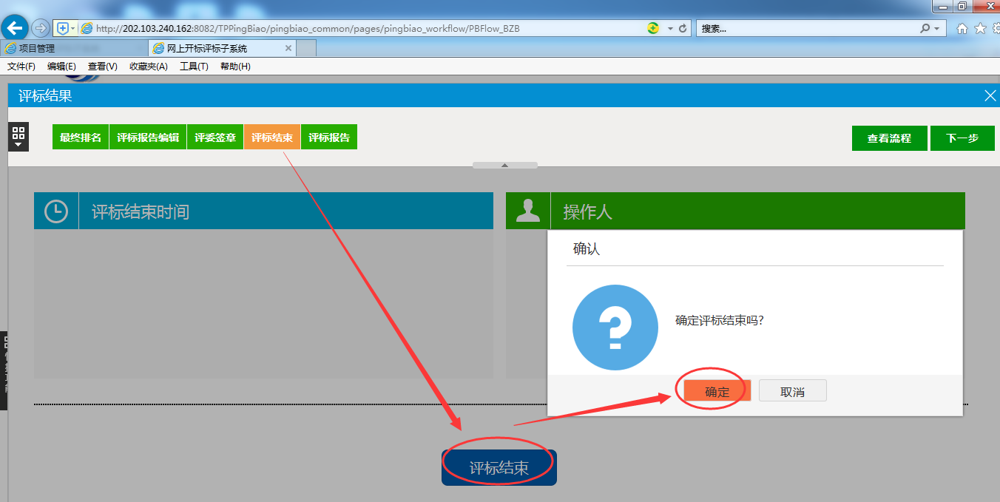 http://202.103.240.162:8082/TPPingBiao/pingbiao_common/pages/pingbiao_workflow/PBFlow_BZB
搜索...
项目管理
网上开标评标子系统
文件(F) 编辑(E) 查看(V) 收藏夹(A) 工具(T) 帮助(H)
评标结果
最终排名 评标报告编辑 评委签章 评标结束 评标报告
查看流程 下一步
评标结束时间
操作人
确认
确定评标结束吗?
确定 取消
评标结束